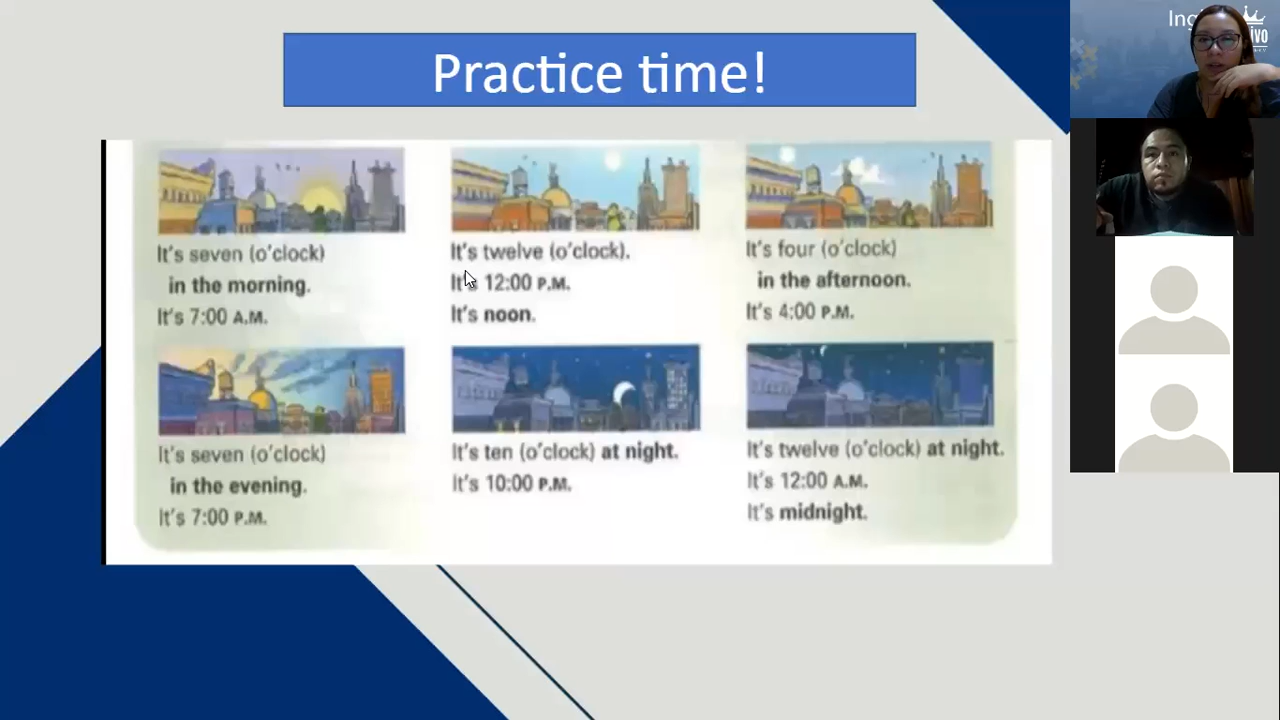 Practice time!
It's seven (o'clock)
in the morning.
It's 7:00 A.M.
It's twelve (o'clock).
It's 12:00 P.M.
It's noon.
It's four (o'clock)
in the afternoon.
It's 4:00 P.M.
It's seven (o'clock)
in the evening.
It's 7:00 P.M.
It's ten (o'clock) at night.
It's 10:00 P.M.
It's twelve (o'clock) at night.
It's 12:00 A.M.
It's midnight.